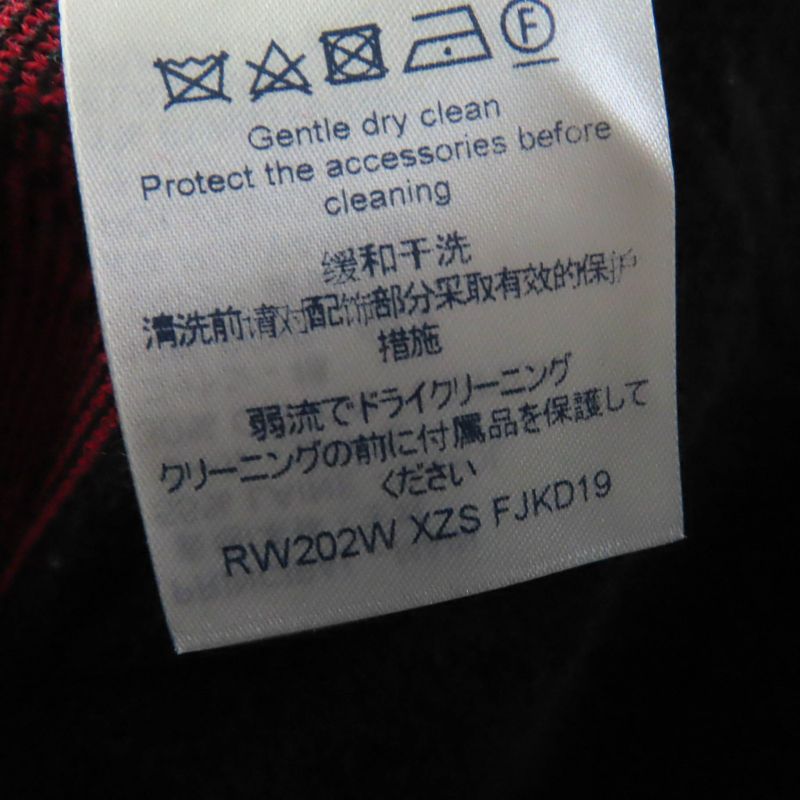 F
Gentle dry clean
Protect the accessories before
cleaning
缓和干洗
清洗前请对配饰部分采取有效的保护
措施
弱流でドライクリーニング
クリーニングの前に付属品を保護して
ください
RW202W XZS FJKD19